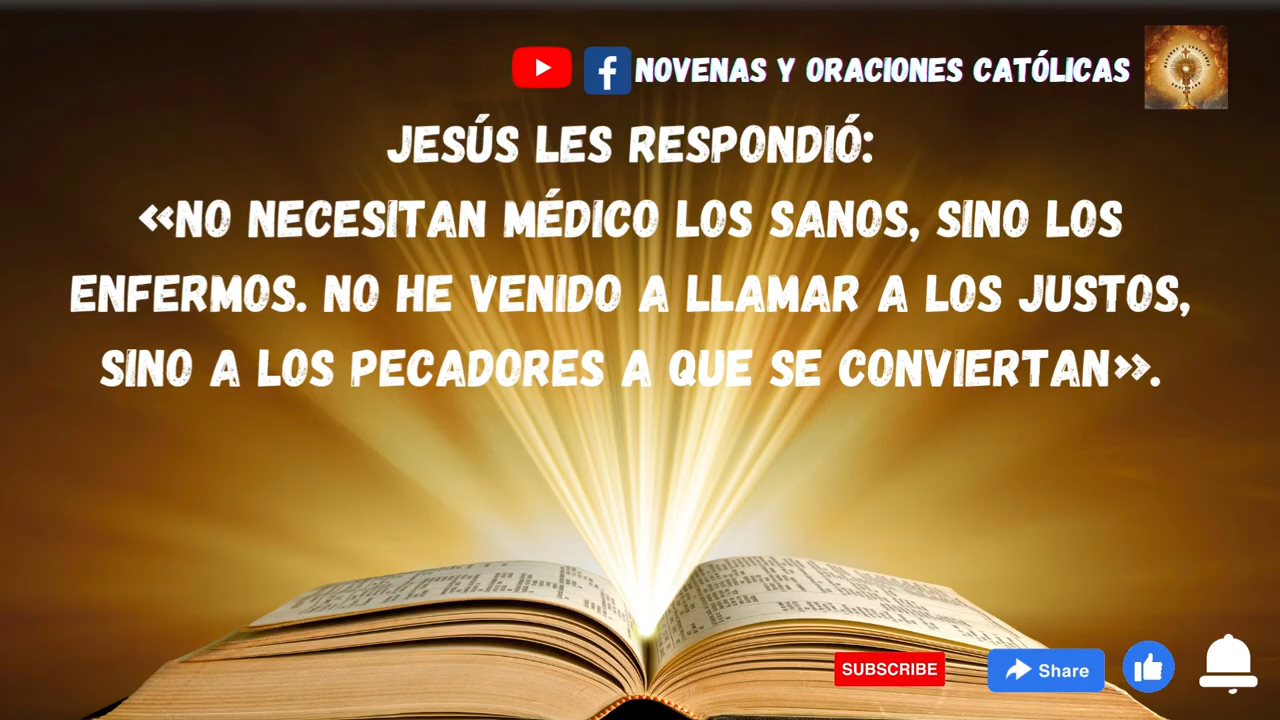 NOVENAS Y ORACIONES CATÓLICAS
JESÚS LES RESPONDIÓ:
«NO NECESITAN MÉDICO LOS SANOS, SINO LOS
ENFERMOS. NO HE VENIDO A LLAMAR A LOS JUSTOS,
SINO A LOS PECADORES A QUE SE CONVIERTAN».
SUBSCRIBE
Share